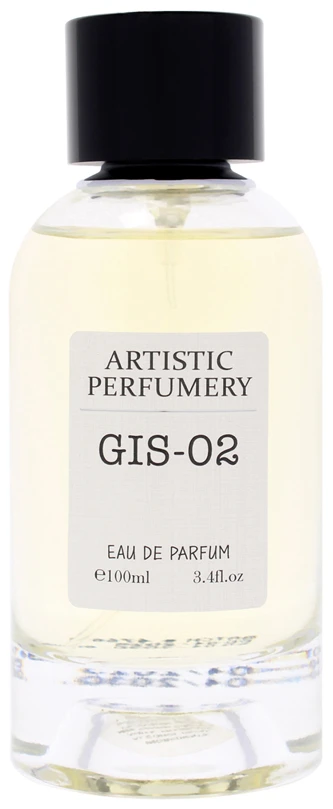 ARTISTIC
PERFUMERY
GIS-02
EAU DE PARFUM
℮100ml 3.4fl.oz